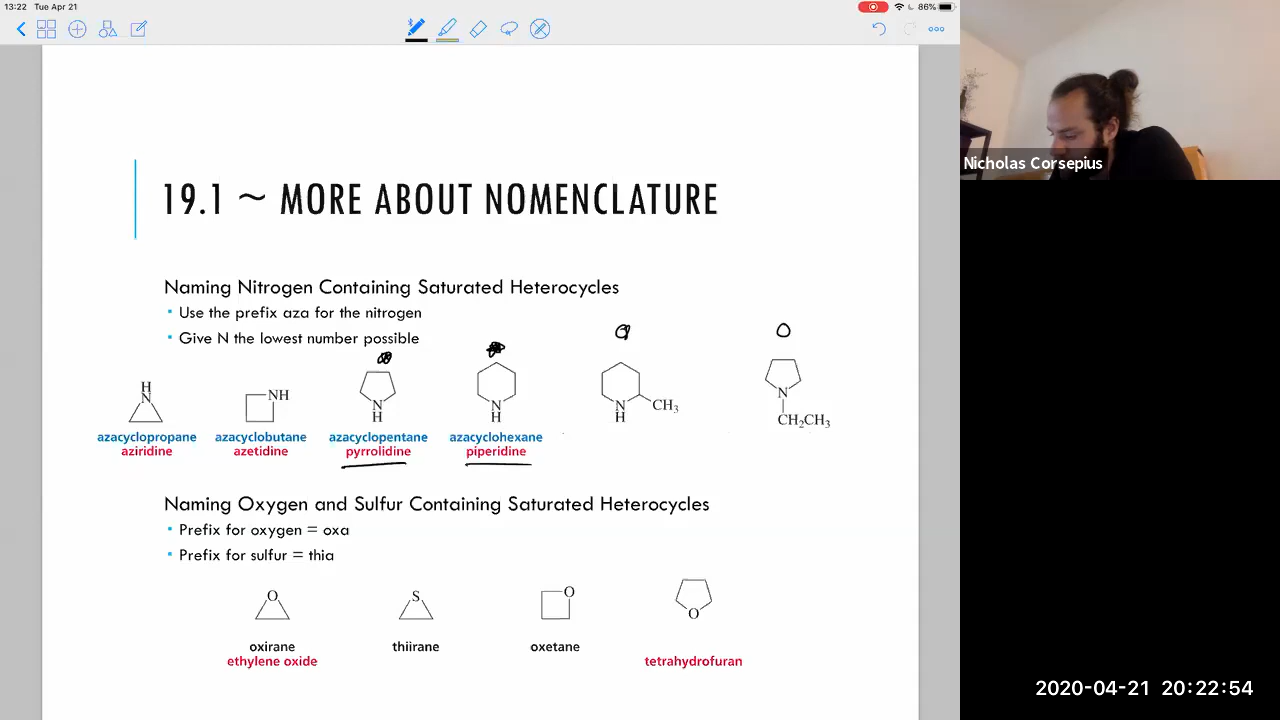 13:22 Tue Apr 21
86%
Nicholas Corsepius
19.1 ~ MORE ABOUT NOMENCLATURE
Naming Nitrogen Containing Saturated Heterocycles
• Use the prefix aza for the nitrogen
• Give N the lowest number possible
H
N
NH
N
H
N
H
N
H
CH3
N
CH2CH3
azacyclopropane azacyclobutane azacyclopentane azacyclohexane
aziridine azetidine pyrrolidine piperidine
Naming Oxygen and Sulfur Containing Saturated Heterocycles
• Prefix for oxygen = oxa
• Prefix for sulfur = thia
O S O O
oxirane thiirane oxetane
ethylene oxide tetrahydrofuran
2020-04-21 20:22:54